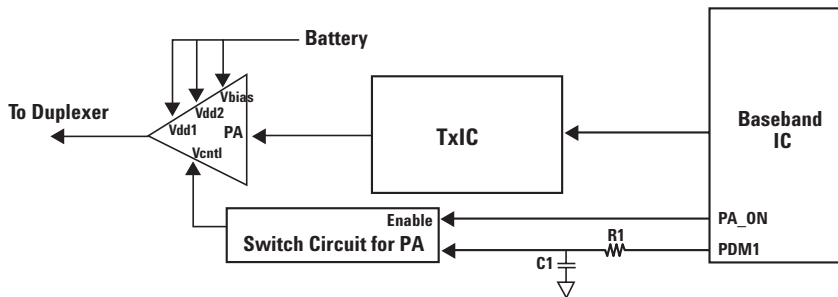 Battery
To Duplexer
Vbias
Vdd2
Vdd1
PA
Vcntl
TxIC
Baseband
IC
Enable
PA_ON
Switch Circuit for PA
R1
PDM1
C1